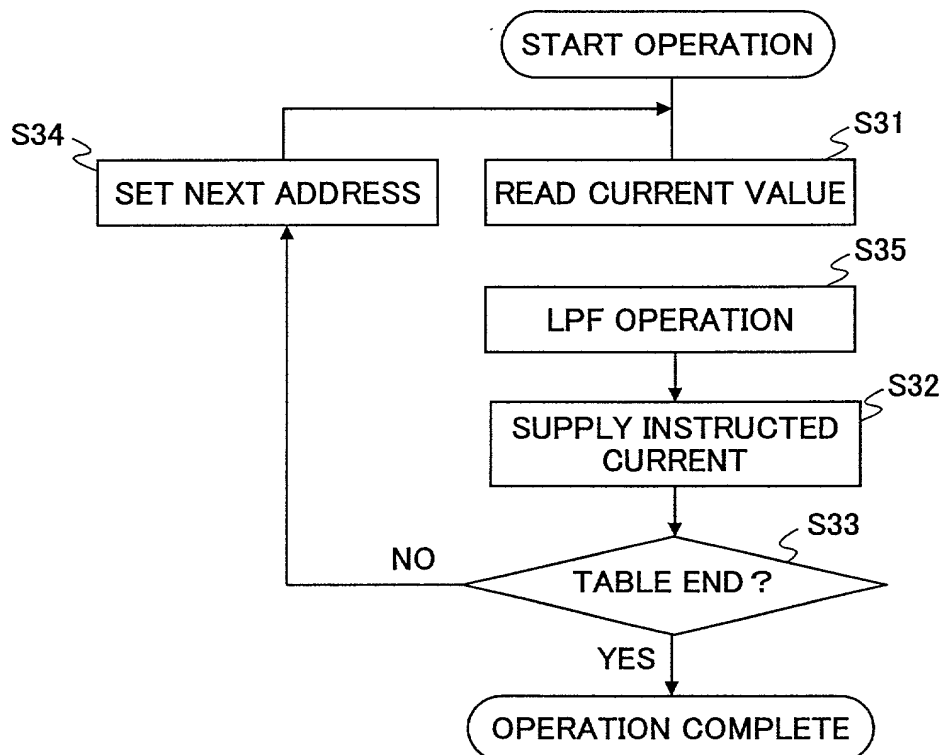 START OPERATION
S34
S31
SET NEXT ADDRESS
READ CURRENT VALUE
S35
LPF OPERATION
S32
SUPPLY INSTRUCTED
CURRENT
S33
NO
TABLE END?
YES
OPERATION COMPLETE